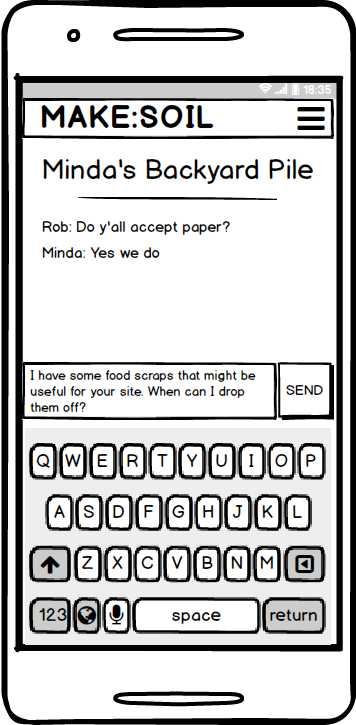 18:35
MAKE:SOIL
Minda's Backyard Pile
Rob: Do y'all accept paper?
Minda: Yes we do
I have some food scraps that might be
useful for your site. When can I drop
them off?
SEND
Q W E R T Y U I O P
A S D F G H J K L
Z X C V B N M
123 space return